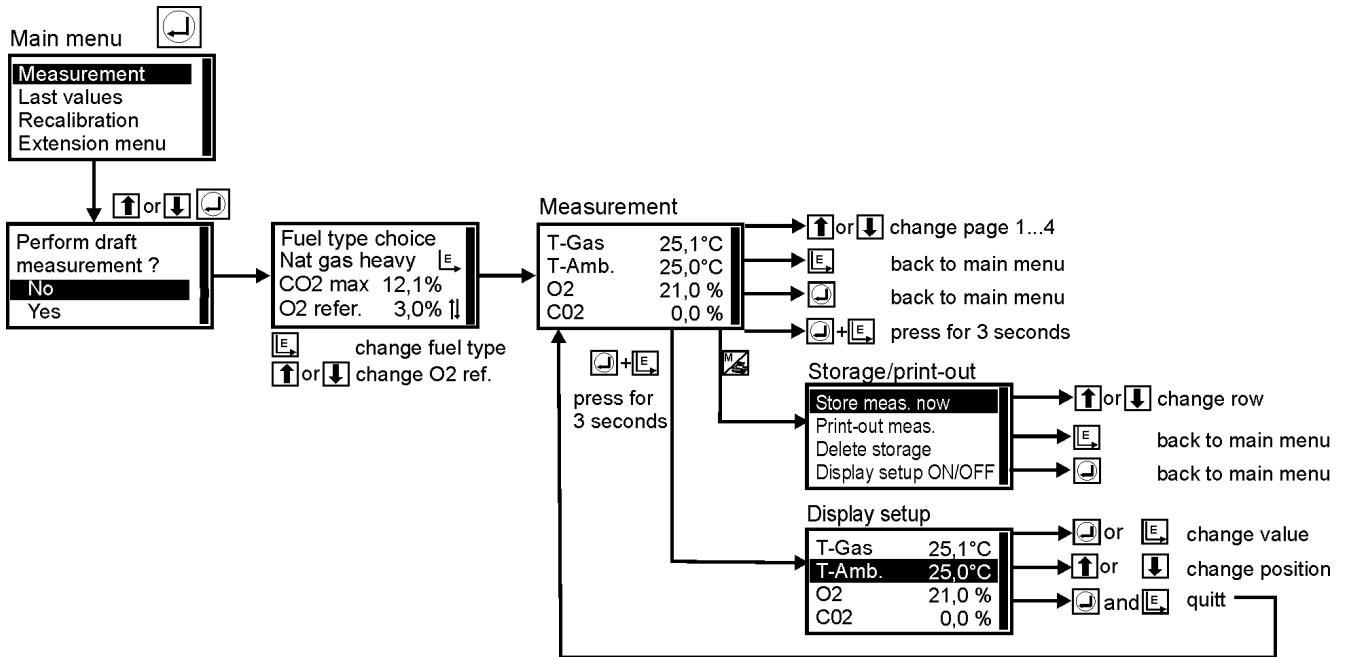 Main menu
Measurement
Last values
Recalibration
Extension menu
or
Perform draft
measurement ?
No
Yes
Fuel type choice
Nat gas heavy E
CO2 max 12,1%
O2 refer. 3,0%
E change fuel type
or change O2 ref.
Measurement
T-Gas 25,1°C
T-Amb. 25,0°C
O2 21,0 %
C02 0,0 %
or change page 1...4
E back to main menu
back to main menu
+ E press for 3 seconds
+ E
press for
3 seconds
M
Storage/print-out
Store meas. now
Print-out meas.
Delete storage
Display setup ON/OFF
or change row
E back to main menu
back to main menu
Display setup
T-Gas 25,1°C
T-Amb. 25,0°C
O2 21,0 %
C02 0,0 %
or E change value
or change position
and E quitt